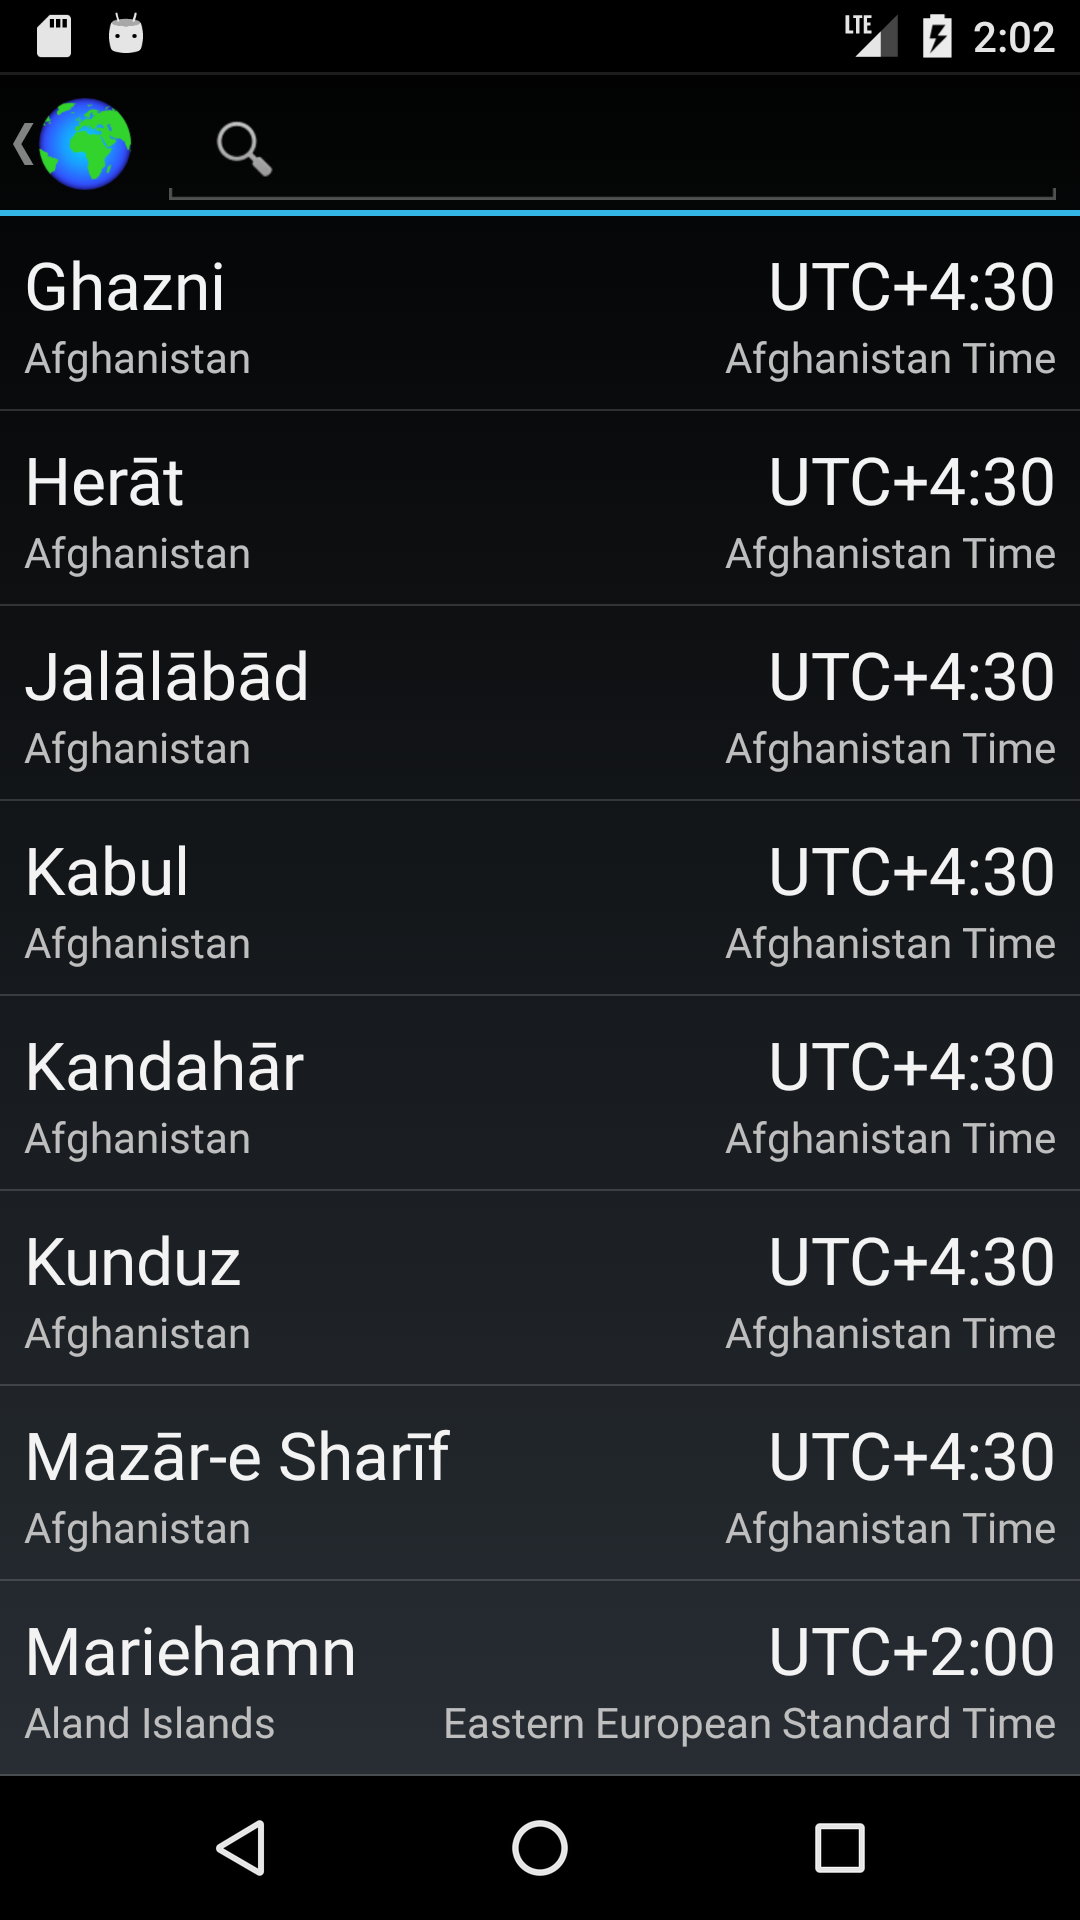 LTE 2:02
Ghazni UTC+4:30
Afghanistan Afghanistan Time
Herāt UTC+4:30
Afghanistan Afghanistan Time
Jalālābād UTC+4:30
Afghanistan Afghanistan Time
Kabul UTC+4:30
Afghanistan Afghanistan Time
Kandahār UTC+4:30
Afghanistan Afghanistan Time
Kunduz UTC+4:30
Afghanistan Afghanistan Time
Mazār-e Sharīf UTC+4:30
Afghanistan Afghanistan Time
Mariehamn UTC+2:00
Aland Islands Eastern European Standard Time